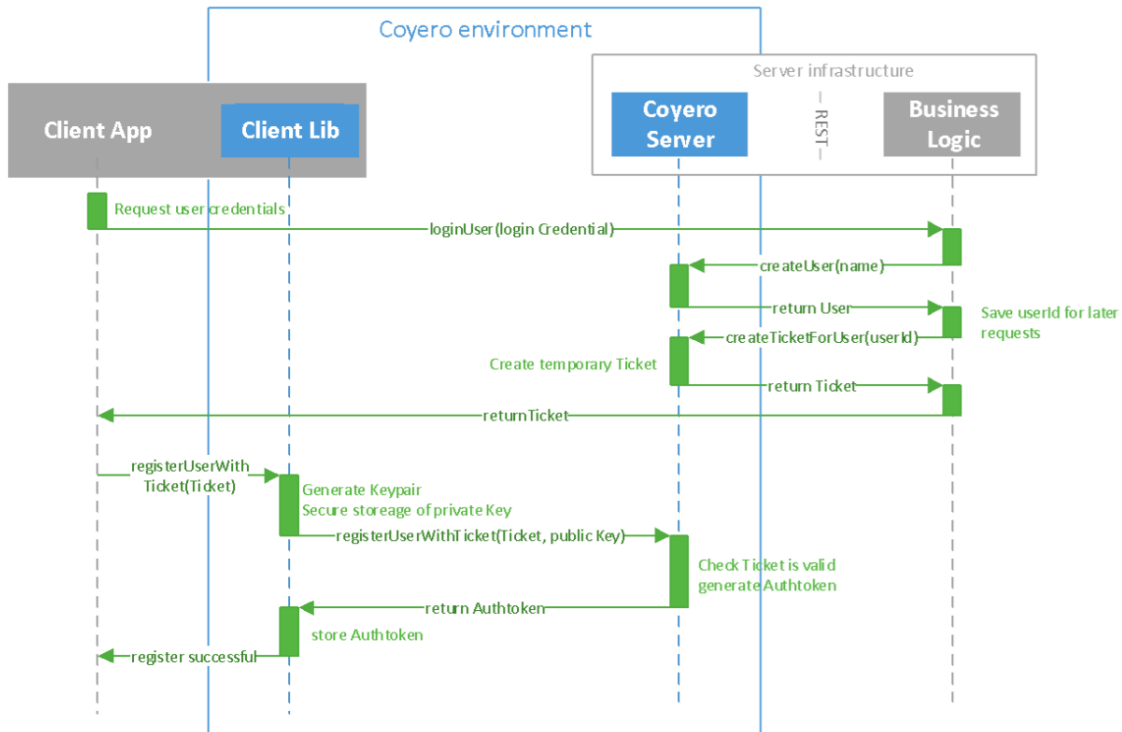 Coyero environment
Server infrastructure
Client App
Client Lib
Coyero
Server
— REST —
Business
Logic
Request user credentials
loginUser(login Credential)
createUser(name)
return User
Save userId for later
requests
createTicketForUser(userId)
Create temporary Ticket
return Ticket
returnTicket
registerUserWith
Ticket(Ticket)
Generate Keypair
Secure storeage of private Key
registerUserWithTicket(Ticket, public Key)
Check Ticket is valid
generate Authtoken
return Authtoken
store Authtoken
register successful